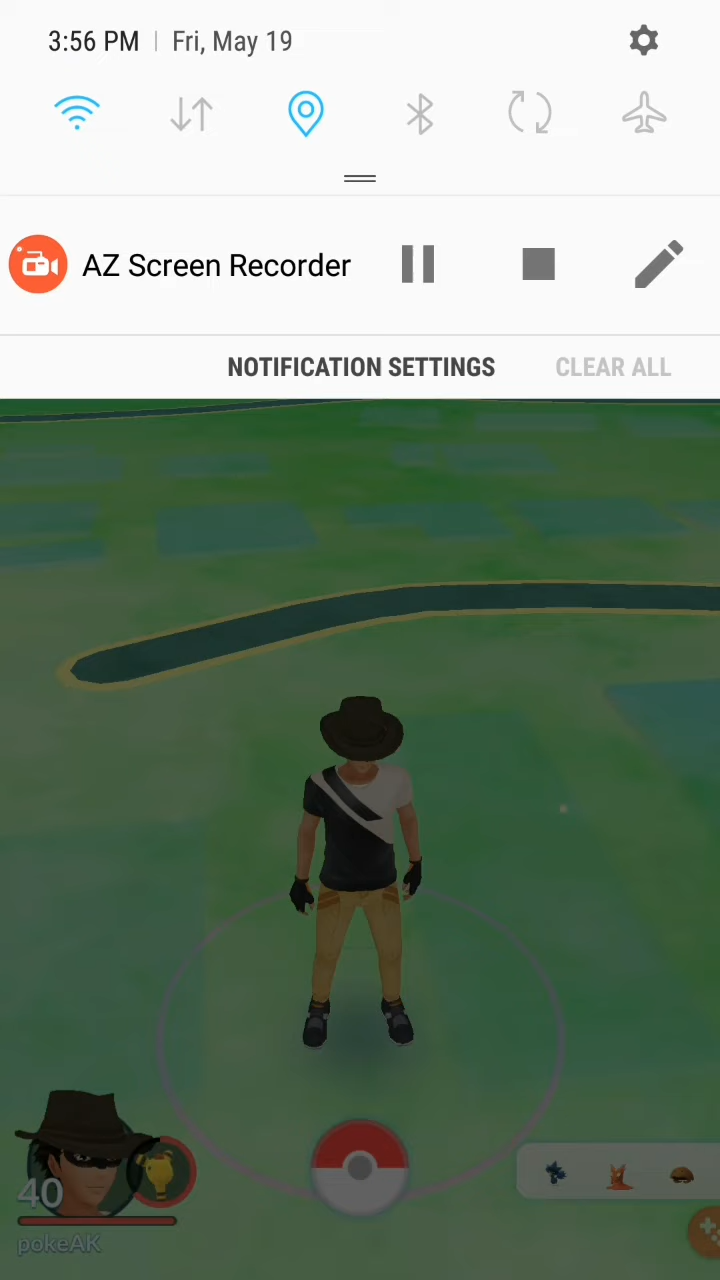 3:56 PM | Fri, May 19
AZ Screen Recorder
NOTIFICATION SETTINGS CLEAR ALL
40
pokeAK